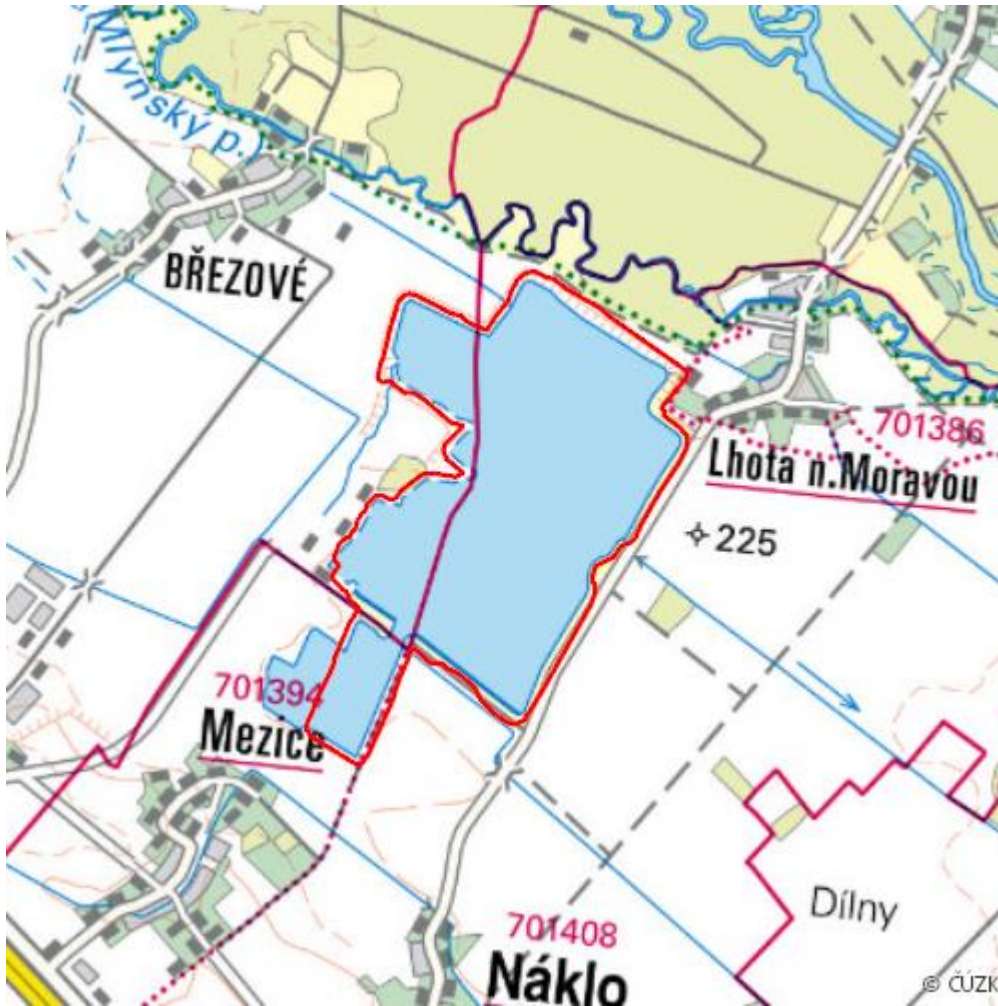 Mlýnský p.
BŘEZOVÉ
701386
Lhota n.Moravou
225
701394
Mezice
Dílny
701408
Náklo
© ČÚZK